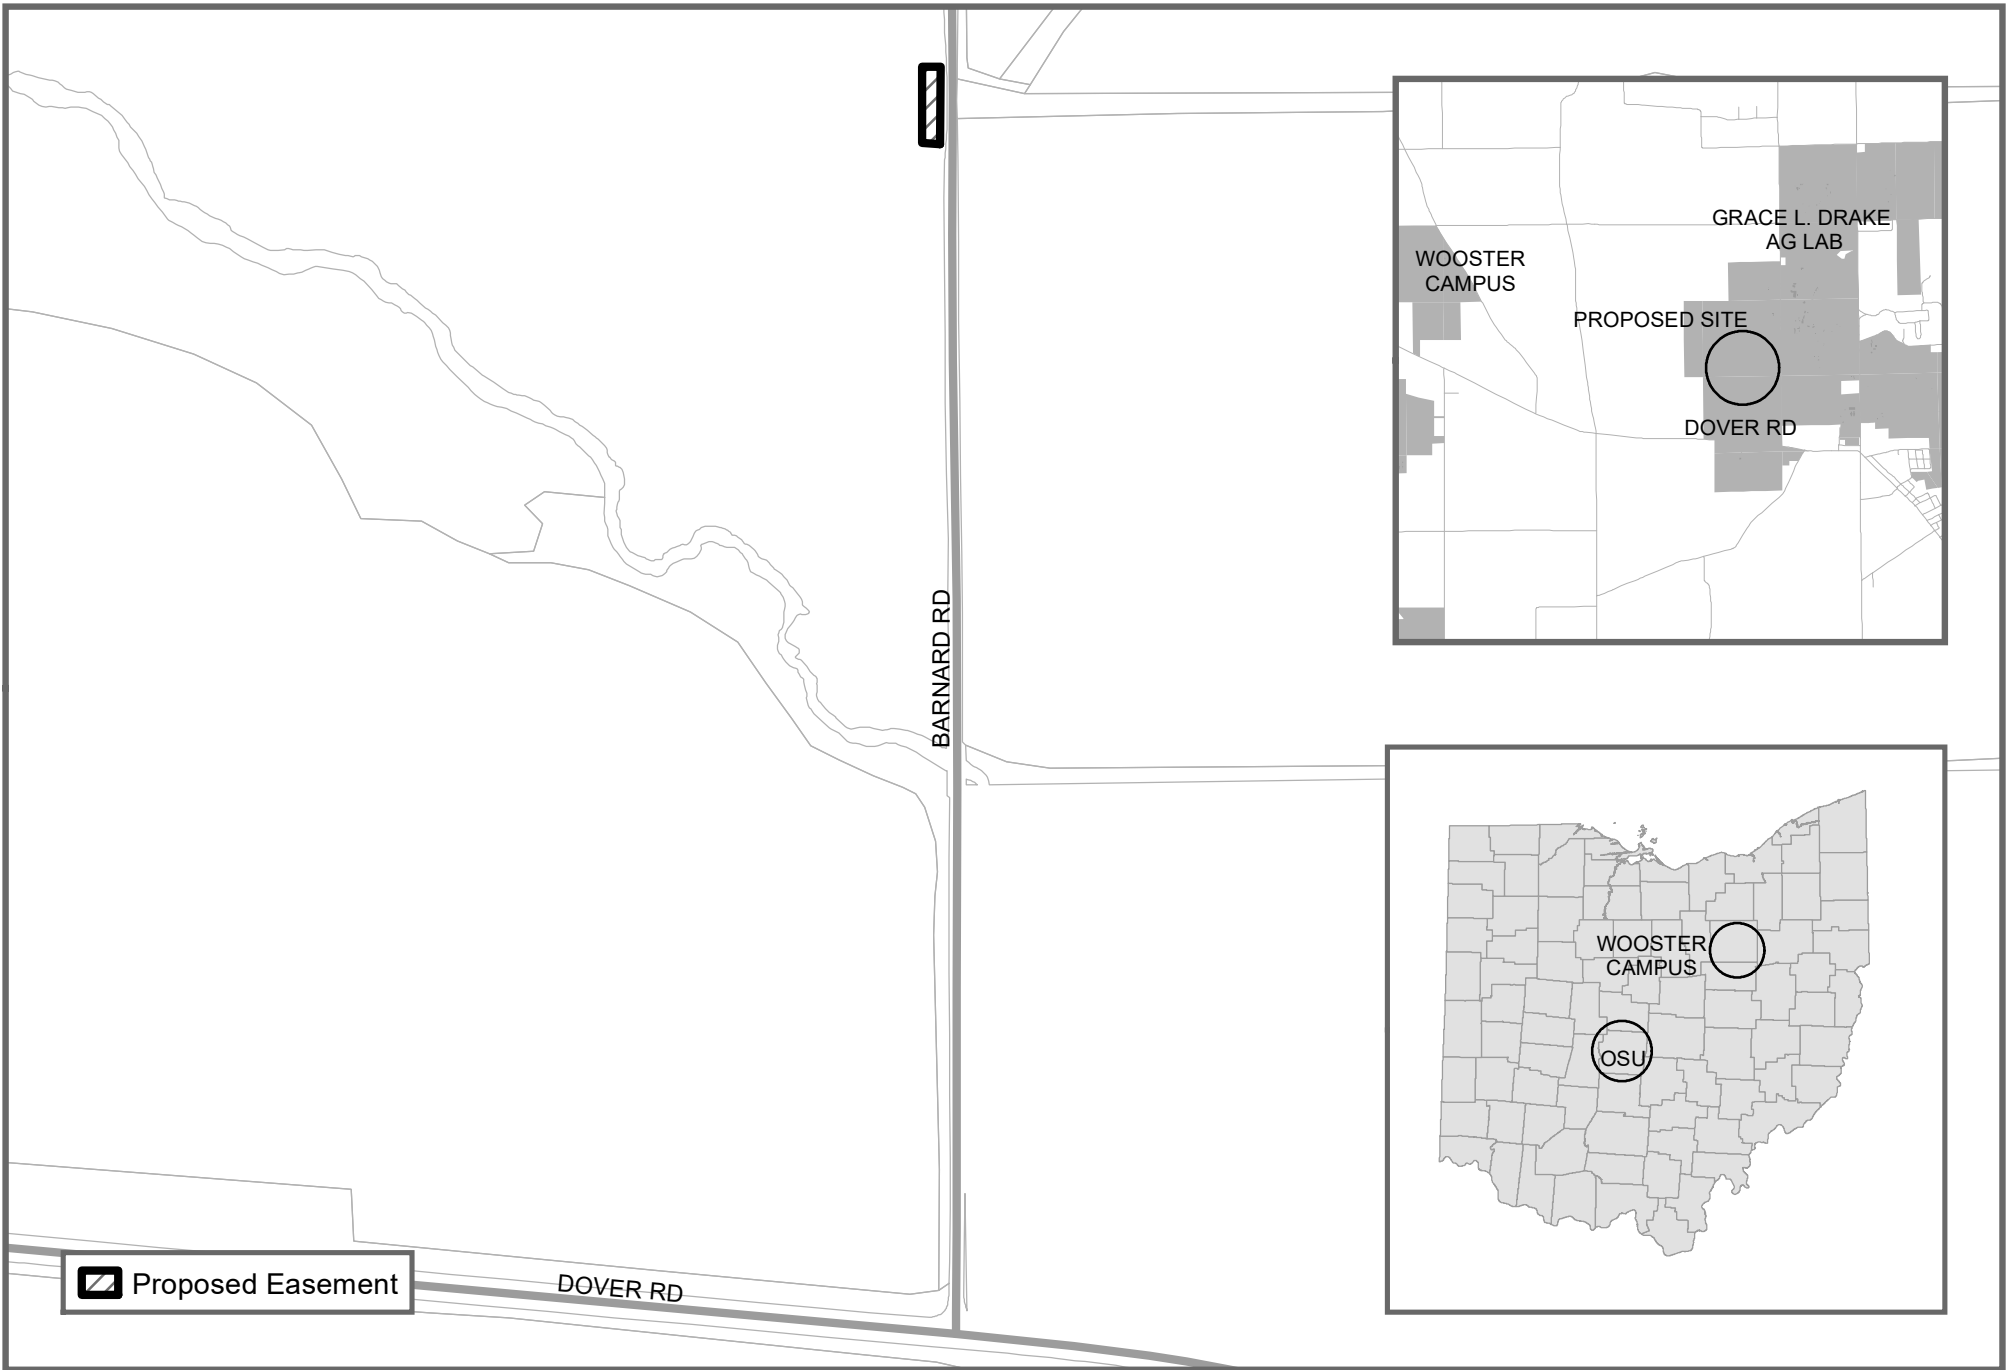 BARNARD RD
DOVER RD
Proposed Easement
GRACE L. DRAKE
AG LAB
WOOSTER
CAMPUS
PROPOSED SITE
DOVER RD
WOOSTER
CAMPUS
OSU